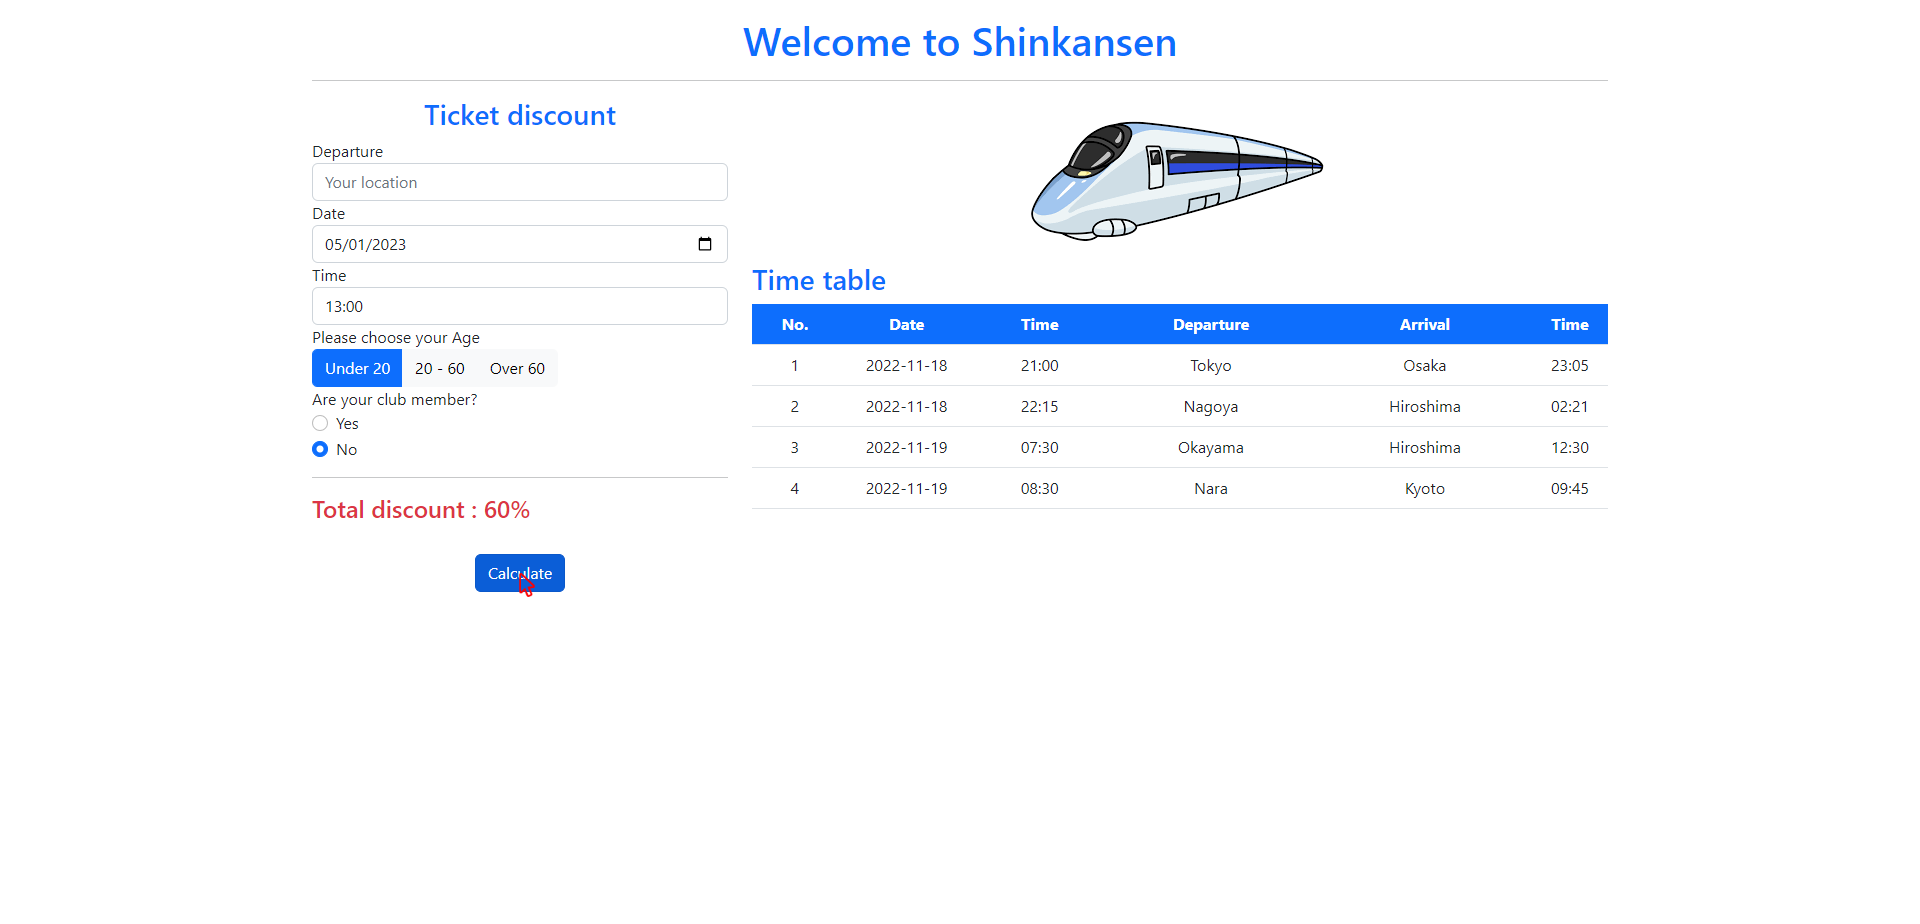 Welcome to Shinkansen
Ticket discount
Departure
Your location
Date
05/01/2023
Time
13:00
Please choose your Age
Under 20 20 - 60 Over 60
Are your club member?
Yes
No
Total discount : 60%
Calculate
Time table
No. Date Time Departure Arrival Time
1 2022-11-18 21:00 Tokyo Osaka 23:05
2 2022-11-18 22:15 Nagoya Hiroshima 02:21
3 2022-11-19 07:30 Okayama Hiroshima 12:30
4 2022-11-19 08:30 Nara Kyoto 09:45